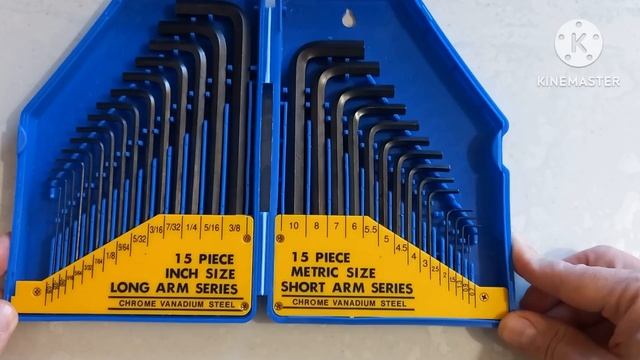 K
KINEMASTER
1/8 9/64 5/32 3/16 7/32 1/4 5/16 3/8
15 PIECE
INCH SIZE
LONG ARM SERIES
CHROME VANADIUM STEEL
10 8 7 6 5.5 5 4.5 4 3
15 PIECE
METRIC SIZE
SHORT ARM SERIES
CHROME VANADIUM STEEL